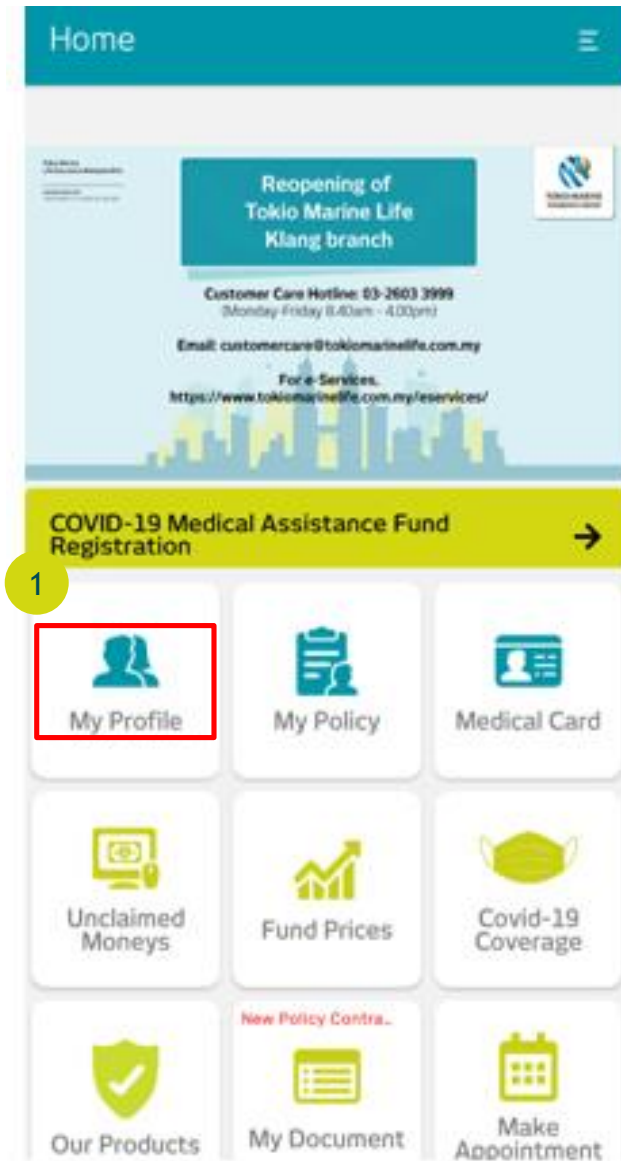 Home
Reopening of
Tokio Marine Life
Klang branch
TOKIO MARINE
Customer Care Hotline: 03-2603 3999
(Monday-Friday 8.40am - 4.00pm)
Email: customercare@tokiomarinelife.com.my
For e-Services,
https://www.tokiomarinelife.com.my/eservices/
COVID-19 Medical Assistance Fund
Registration
1
My Profile
My Policy
Medical Card
Unclaimed
Moneys
Fund Prices
Covid-19
Coverage
Our Products
New Policy Contra..
My Document
Make
Appointment